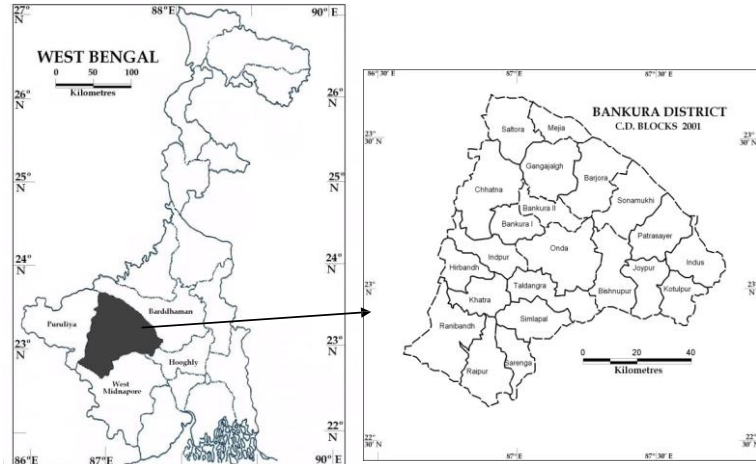 27°
N
88°E
90° E
27°
N
WEST BENGAL
0 50 100
Kilometres
26°
N
26°
N
25°
N
25°
N
24°
N
24°
N
23°
N
23°
N
22°
N
22°
N
Puruliya
Barddhaman
Hooghly
West
Midnapore
86°E
87°E
90° E
86° 30' E
87° E
87° 30' E
BANKURA DISTRICT
C.D. BLOCKS 2001
23°
30' N
23°
30' N
Saltora
Mejia
Gangajalgh
Barjora
Chhatna
Sonamukhi
Bankura II
Bankura I
Patrasayer
Onda
Indpur
Indus
Hirbandh
Joypur
23°
N
23°
N
Taldangra
Bishnupur
Kotulpur
Khatra
Simlapal
Ranibandh
Sarenga
Raipur
0 20 40
Kilometres
22°
30' N
87° E
87° 30' E